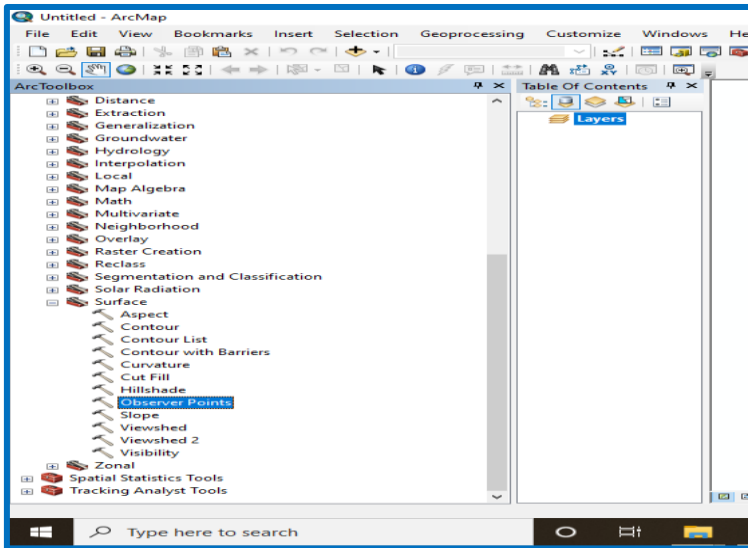 Untitled - ArcMap
File Edit View Bookmarks Insert Selection Geoprocessing Customize Windows He
ArcToolbox
Distance
Extraction
Generalization
Groundwater
Hydrology
Interpolation
Local
Map Algebra
Math
Multivariate
Neighborhood
Overlay
Raster Creation
Reclass
Segmentation and Classification
Solar Radiation
Surface
Aspect
Contour
Contour List
Contour with Barriers
Curvature
Cut Fill
Hillshade
Observer Points
Slope
Viewshed
Viewshed 2
Visibility
Zonal
Spatial Statistics Tools
Tracking Analyst Tools
Table Of Contents
Layers
Type here to search